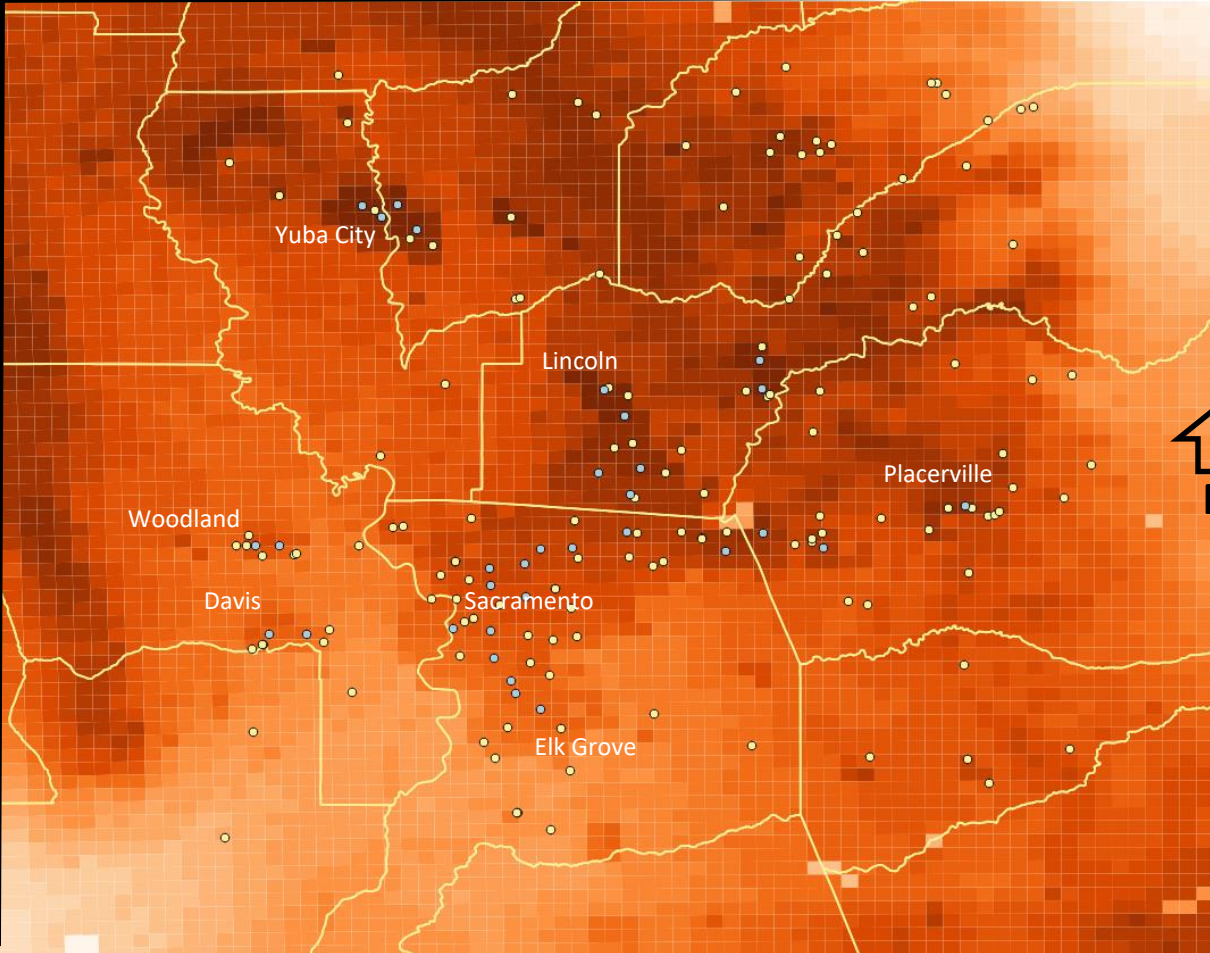 Yuba City
Lincoln
Placerville
Woodland
Davis
Sacramento
Elk Grove